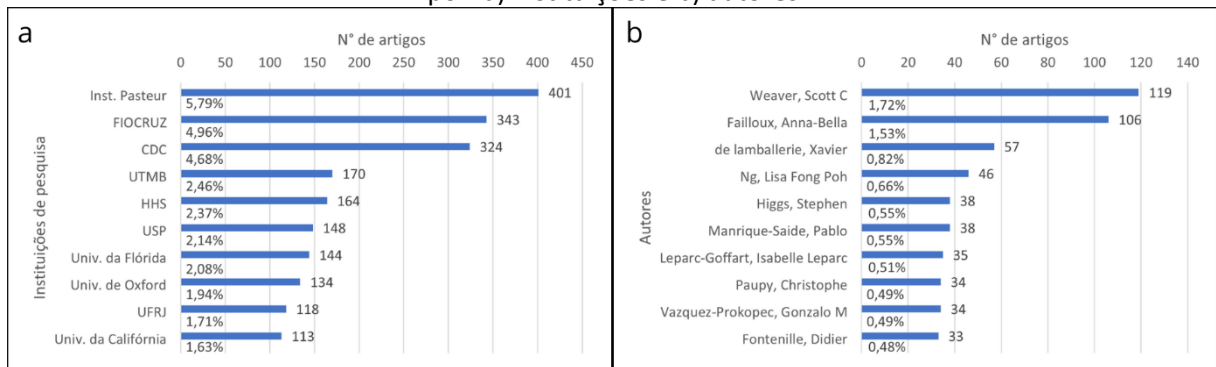 a
N° de artigos
0 50 100 150 200 250 300 350 400 450
Instituições de pesquisa
Inst. Pasteur 401
5,79%
FIOCRUZ 343
4,96%
CDC 324
4,68%
UTMB 170
2,46%
HHS 164
2,37%
USP 148
2,14%
Univ. da Flórida 144
2,08%
Univ. de Oxford 134
1,94%
UFRJ 118
1,71%
Univ. da Califórnia 113
1,63%
b
N° de artigos
0 20 40 60 80 100 120 140
Autores
Weaver, Scott C 119
1,72%
Failloux, Anna-Bella 106
1,53%
de lamballerie, Xavier 57
0,82%
Ng, Lisa Fong Poh 46
0,66%
Higgs, Stephen 38
0,55%
Manrique-Saide, Pablo 38
0,55%
Leparc-Goffart, Isabelle Leparc 35
0,51%
Paupy, Christophe 34
0,49%
Vazquez-Prokopec, Gonzalo M 34
0,49%
Fontenille, Didier 33
0,48%